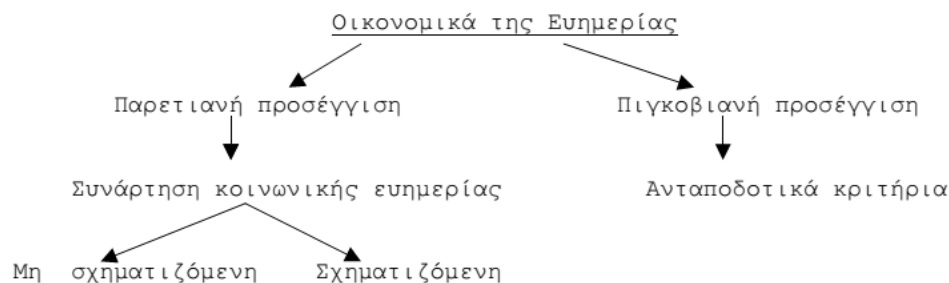 Οικονομικά της Ευημερίας
Παρετιανή προσέγγιση Πιγκοβιανή προσέγγιση
Συνάρτηση κοινωνικής ευημερίας Ανταποδοτικά κριτήρια
Μη σχηματιζόμενη Σχηματιζόμενη